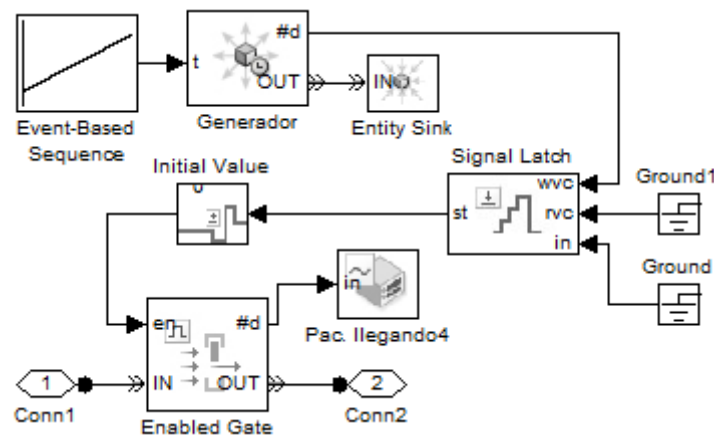 #d
t
OUT
IN
Event-Based
Sequence
Generador
Entity Sink
Initial Value
Signal Latch
wvc
st
rvc
in
Ground1
Ground
in
en
#d
Pac. llegando4
1
IN
OUT
2
Conn1
Conn2
Enabled Gate